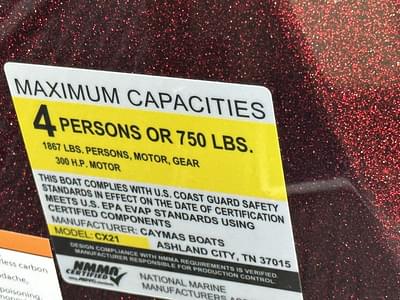 MAXIMUM CAPACITIES
4 PERSONS OR 750 LBS.
1867 LBS. PERSONS, MOTOR, GEAR
300 H.P. MOTOR
THIS BOAT COMPLIES WITH U.S. COAST GUARD SAFETY
STANDARDS IN EFFECT ON THE DATE OF CERTIFICATION
MEETS U.S. EPA EVAP STANDARDS USING
CERTIFIED COMPONENTS
MANUFACTURER: CAYMAS BOATS
MODEL: CX21 ASHLAND CITY, TN 37015
DESIGN COMPLIANCE WITH NMMA REQUIREMENTS IS VERIFIED
MANUFACTURER RESPONSIBLE FOR PRODUCTION CONTROL
NMMA
CERTIFIED
NATIONAL MARINE
MANUFACTURERS
less carbon